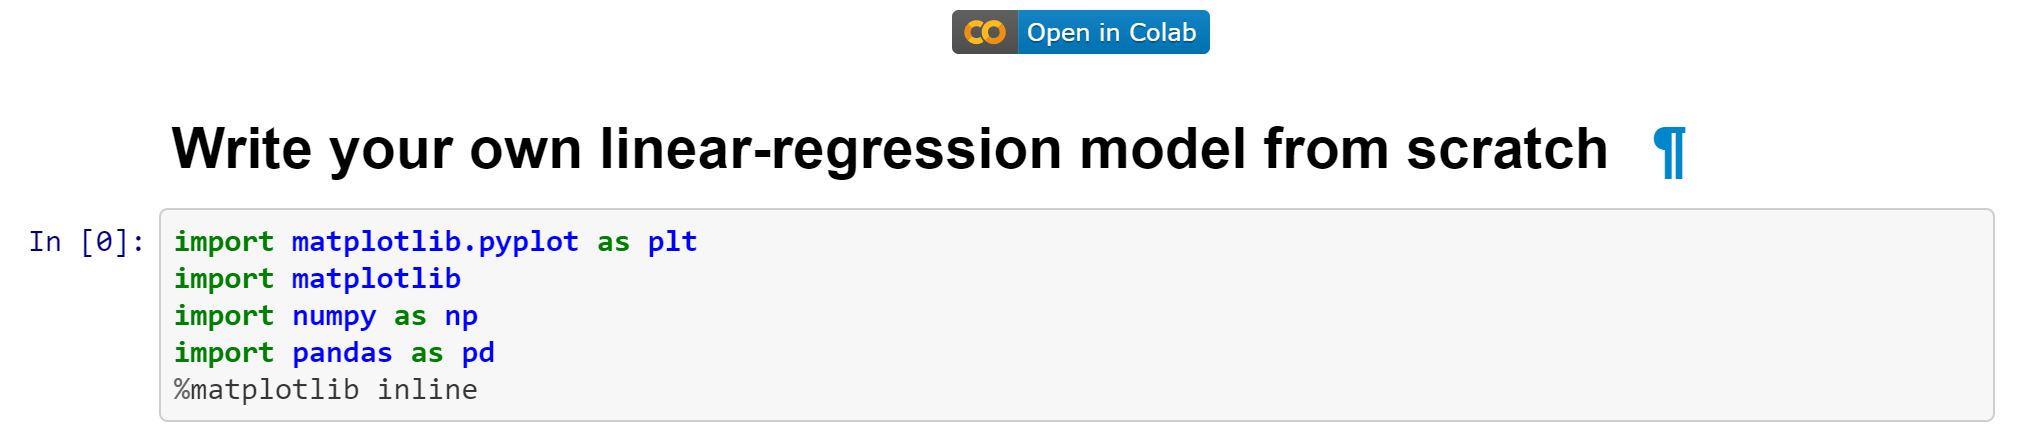 Open in Colab
Write your own linear-regression model from scratch ¶
In [0]:
import matplotlib.pyplot as plt
import matplotlib
import numpy as np
import pandas as pd
%matplotlib inline